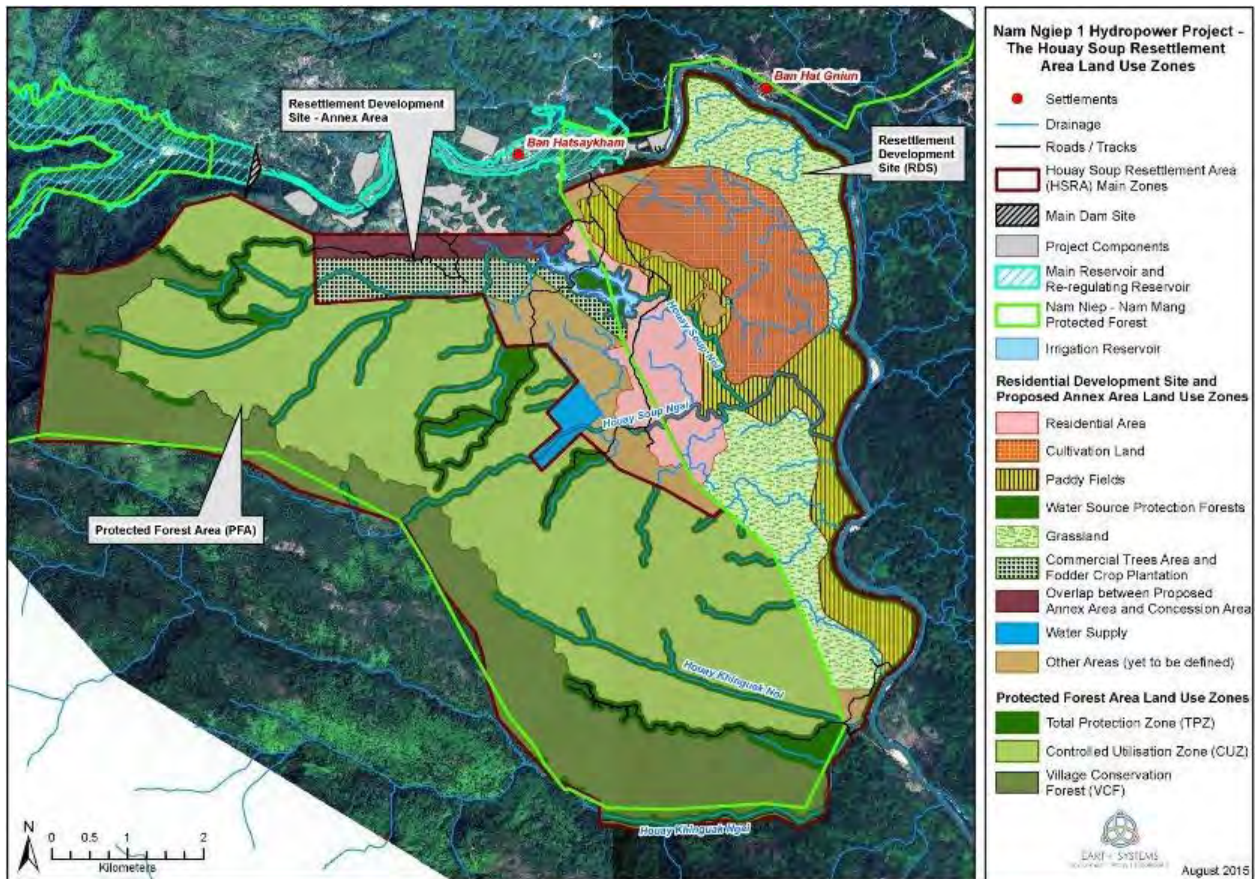 Resettlement Development
Site - Annex Area
Ban Hatsaykham
Ban Hat Gniun
Resettlement
Development
Site (RDS)
Houay Soup Noi
Houay Soup Ngai
Protected Forest Area (PFA)
Houay Khinguak Noi
Houay Khinguak Ngai
N
0 0.5 1 2
Kilometers
Nam Ngiep 1 Hydropower Project -
The Houay Soup Resettlement
Area Land Use Zones
Settlements
Drainage
Roads / Tracks
Houay Soup Resettlement Area
(HSRA) Main Zones
Main Dam Site
Project Components
Main Reservoir and
Re-regulating Reservoir
Nam Niep - Nam Mang
Protected Forest
Irrigation Reservoir
Residential Development Site and
Proposed Annex Area Land Use Zones
Residential Area
Cultivation Land
Paddy Fields
Water Source Protection Forests
Grassland
Commercial Trees Area and
Fodder Crop Plantation
Overlap between Proposed
Annex Area and Concession Area
Water Supply
Other Areas (yet to be defined)
Protected Forest Area Land Use Zones
Total Protection Zone (TPZ)
Controlled Utilisation Zone (CUZ)
Village Conservation
Forest (VCF)
EARTH SYSTEMS
August 2015